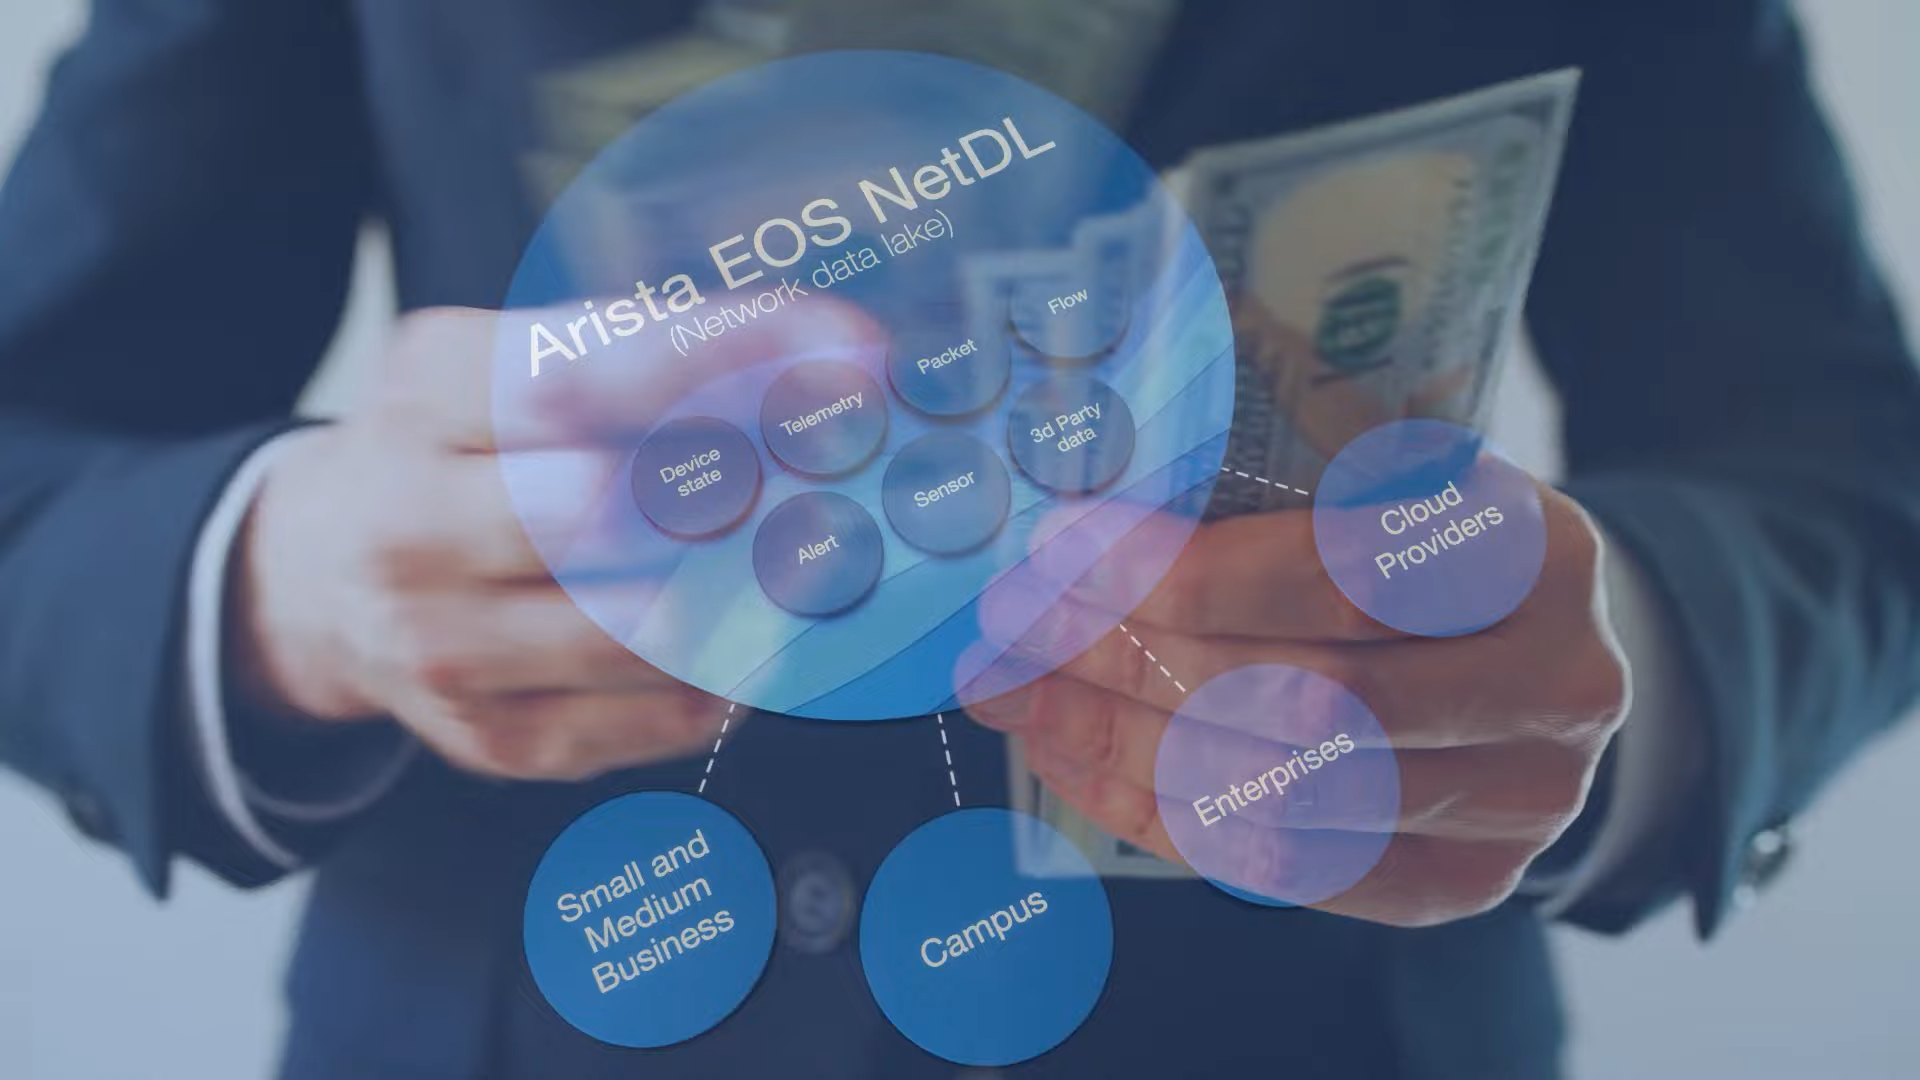 Arista EOS NetDL
(Network data lake)
Flow
Packet
Telemetry
3d Party
data
Device
state
Sensor
Alert
Cloud
Providers
Enterprises
Small and
Medium
Business
Campus